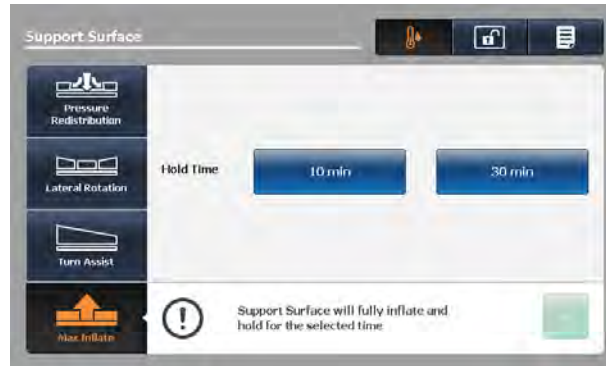 Support Surface
Pressure
Redistribution
Lateral Rotation
Hold Time
10 min
30 min
Turn Assist
Max Inflate
Support Surface will fully inflate and
hold for the selected time